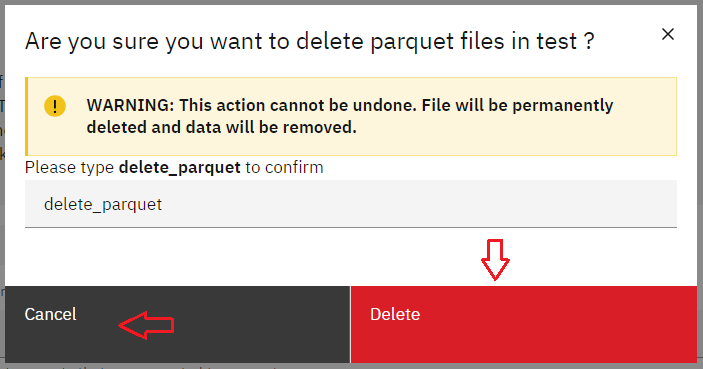 Are you sure you want to delete parquet files in test ?
WARNING: This action cannot be undone. File will be permanently
deleted and data will be removed.
Please type delete_parquet to confirm
delete_parquet
Cancel
Delete